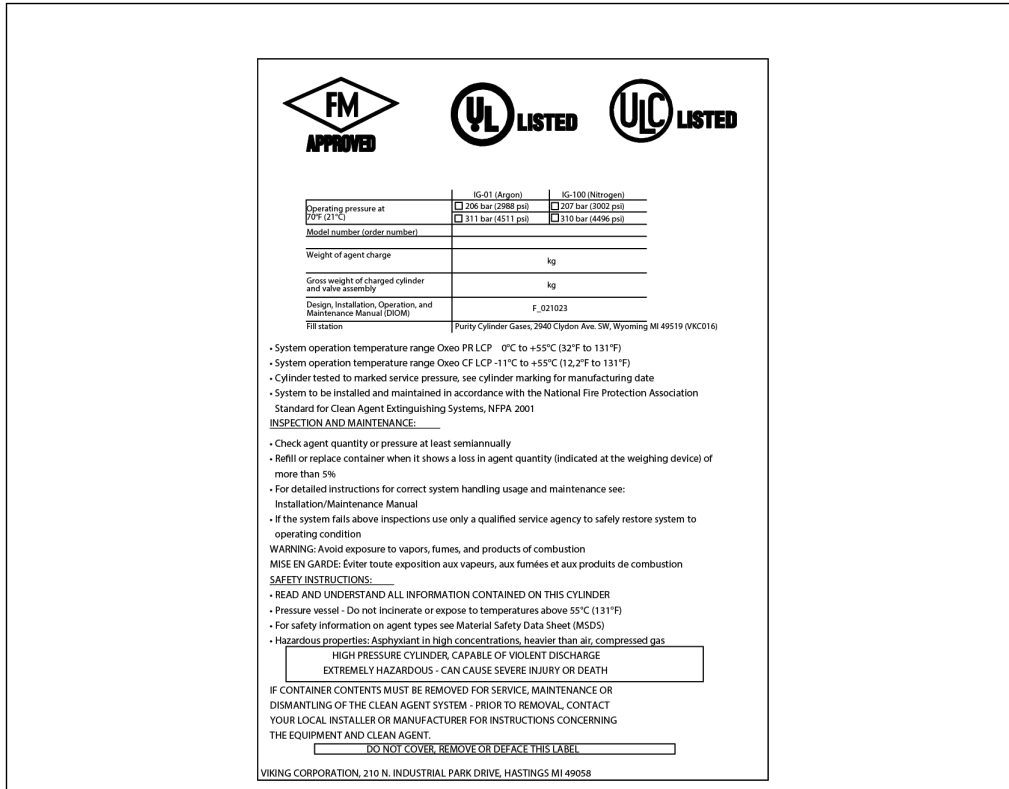 FM
APPROVED
UL LISTED
ULC LISTED
IG-01 (Argon) IG-100 (Nitrogen)
Operating pressure at
70°F (21°C)
206 bar (2988 psi) 207 bar (3002 psi)
311 bar (4511 psi) 310 bar (4496 psi)
Model number (order number)
Weight of agent charge
kg
Gross weight of charged cylinder
and valve assembly
kg
Design, Installation, Operation, and
Maintenance Manual (DIOM)
F_021023
Fill station Purity Cylinder Gases, 2940 Clydon Ave. SW, Wyoming MI 49519 (VKC016)
• System operation temperature range Oxeo PR LCP 0°C to +55°C (32°F to 131°F)
• System operation temperature range Oxeo CF LCP -11°C to +55°C (12,2°F to 131°F)
• Cylinder tested to marked service pressure, see cylinder marking for manufacturing date
• System to be installed and maintained in accordance with the National Fire Protection Association
Standard for Clean Agent Extinguishing Systems, NFPA 2001
INSPECTION AND MAINTENANCE:
• Check agent quantity or pressure at least semiannually
• Refill or replace container when it shows a loss in agent quantity (indicated at the weighing device) of
more than 5%
• For detailed instructions for correct system handling usage and maintenance see:
Installation/Maintenance Manual
• If the system fails above inspections use only a qualified service agency to safely restore system to
operating condition
WARNING: Avoid exposure to vapors, fumes, and products of combustion
MISE EN GARDE: Éviter toute exposition aux vapeurs, aux fumées et aux produits de combustion
SAFETY INSTRUCTIONS:
• READ AND UNDERSTAND ALL INFORMATION CONTAINED ON THIS CYLINDER
• Pressure vessel - Do not incinerate or expose to temperatures above 55°C (131°F)
• For safety information on agent types see Material Safety Data Sheet (MSDS)
• Hazardous properties: Asphyxiant in high concentrations, heavier than air, compressed gas
HIGH PRESSURE CYLINDER, CAPABLE OF VIOLENT DISCHARGE
EXTREMELY HAZARDOUS - CAN CAUSE SEVERE INJURY OR DEATH
IF CONTAINER CONTENTS MUST BE REMOVED FOR SERVICE, MAINTENANCE OR
DISMANTLING OF THE CLEAN AGENT SYSTEM - PRIOR TO REMOVAL, CONTACT
YOUR LOCAL INSTALLER OR MANUFACTURER FOR INSTRUCTIONS CONCERNING
THE EQUIPMENT AND CLEAN AGENT.
DO NOT COVER, REMOVE OR DEFACE THIS LABEL
VIKING CORPORATION, 210 N. INDUSTRIAL PARK DRIVE, HASTINGS MI 49058